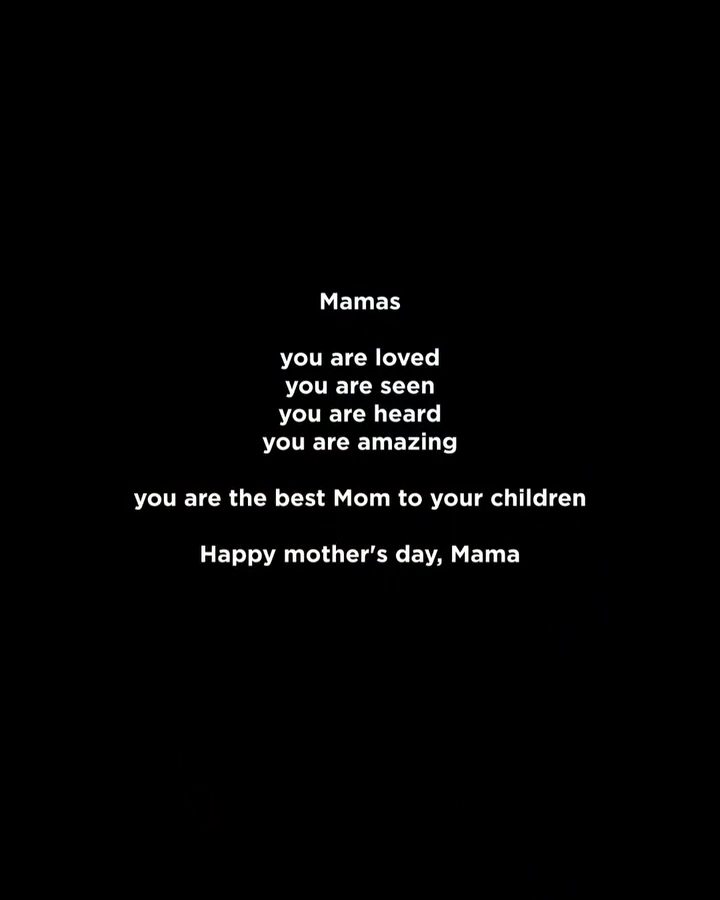 Mamas
you are loved
you are seen
you are heard
you are amazing
you are the best Mom to your children
Happy mother's day, Mama